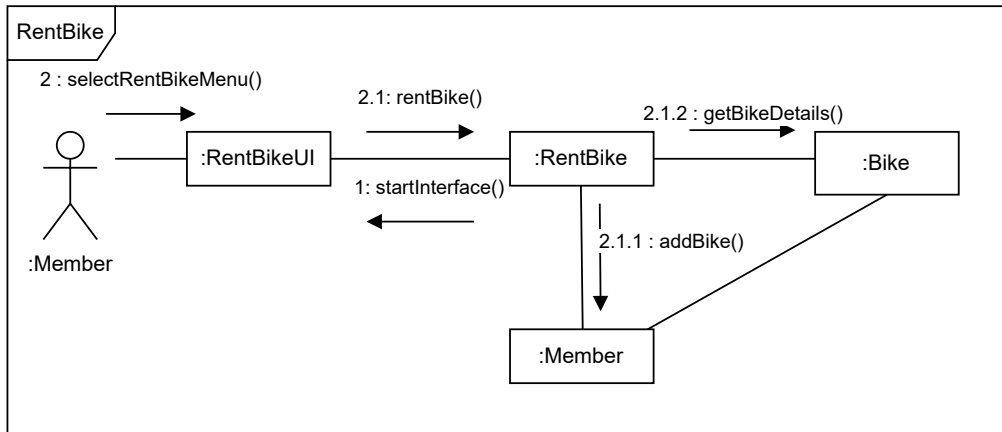 RentBike
2 : selectRentBikeMenu()
2.1: rentBike()
2.1.2 : getBikeDetails()
:RentBikeUI
:RentBike
:Bike
1: startInterface()
2.1.1 : addBike()
:Member
:Member